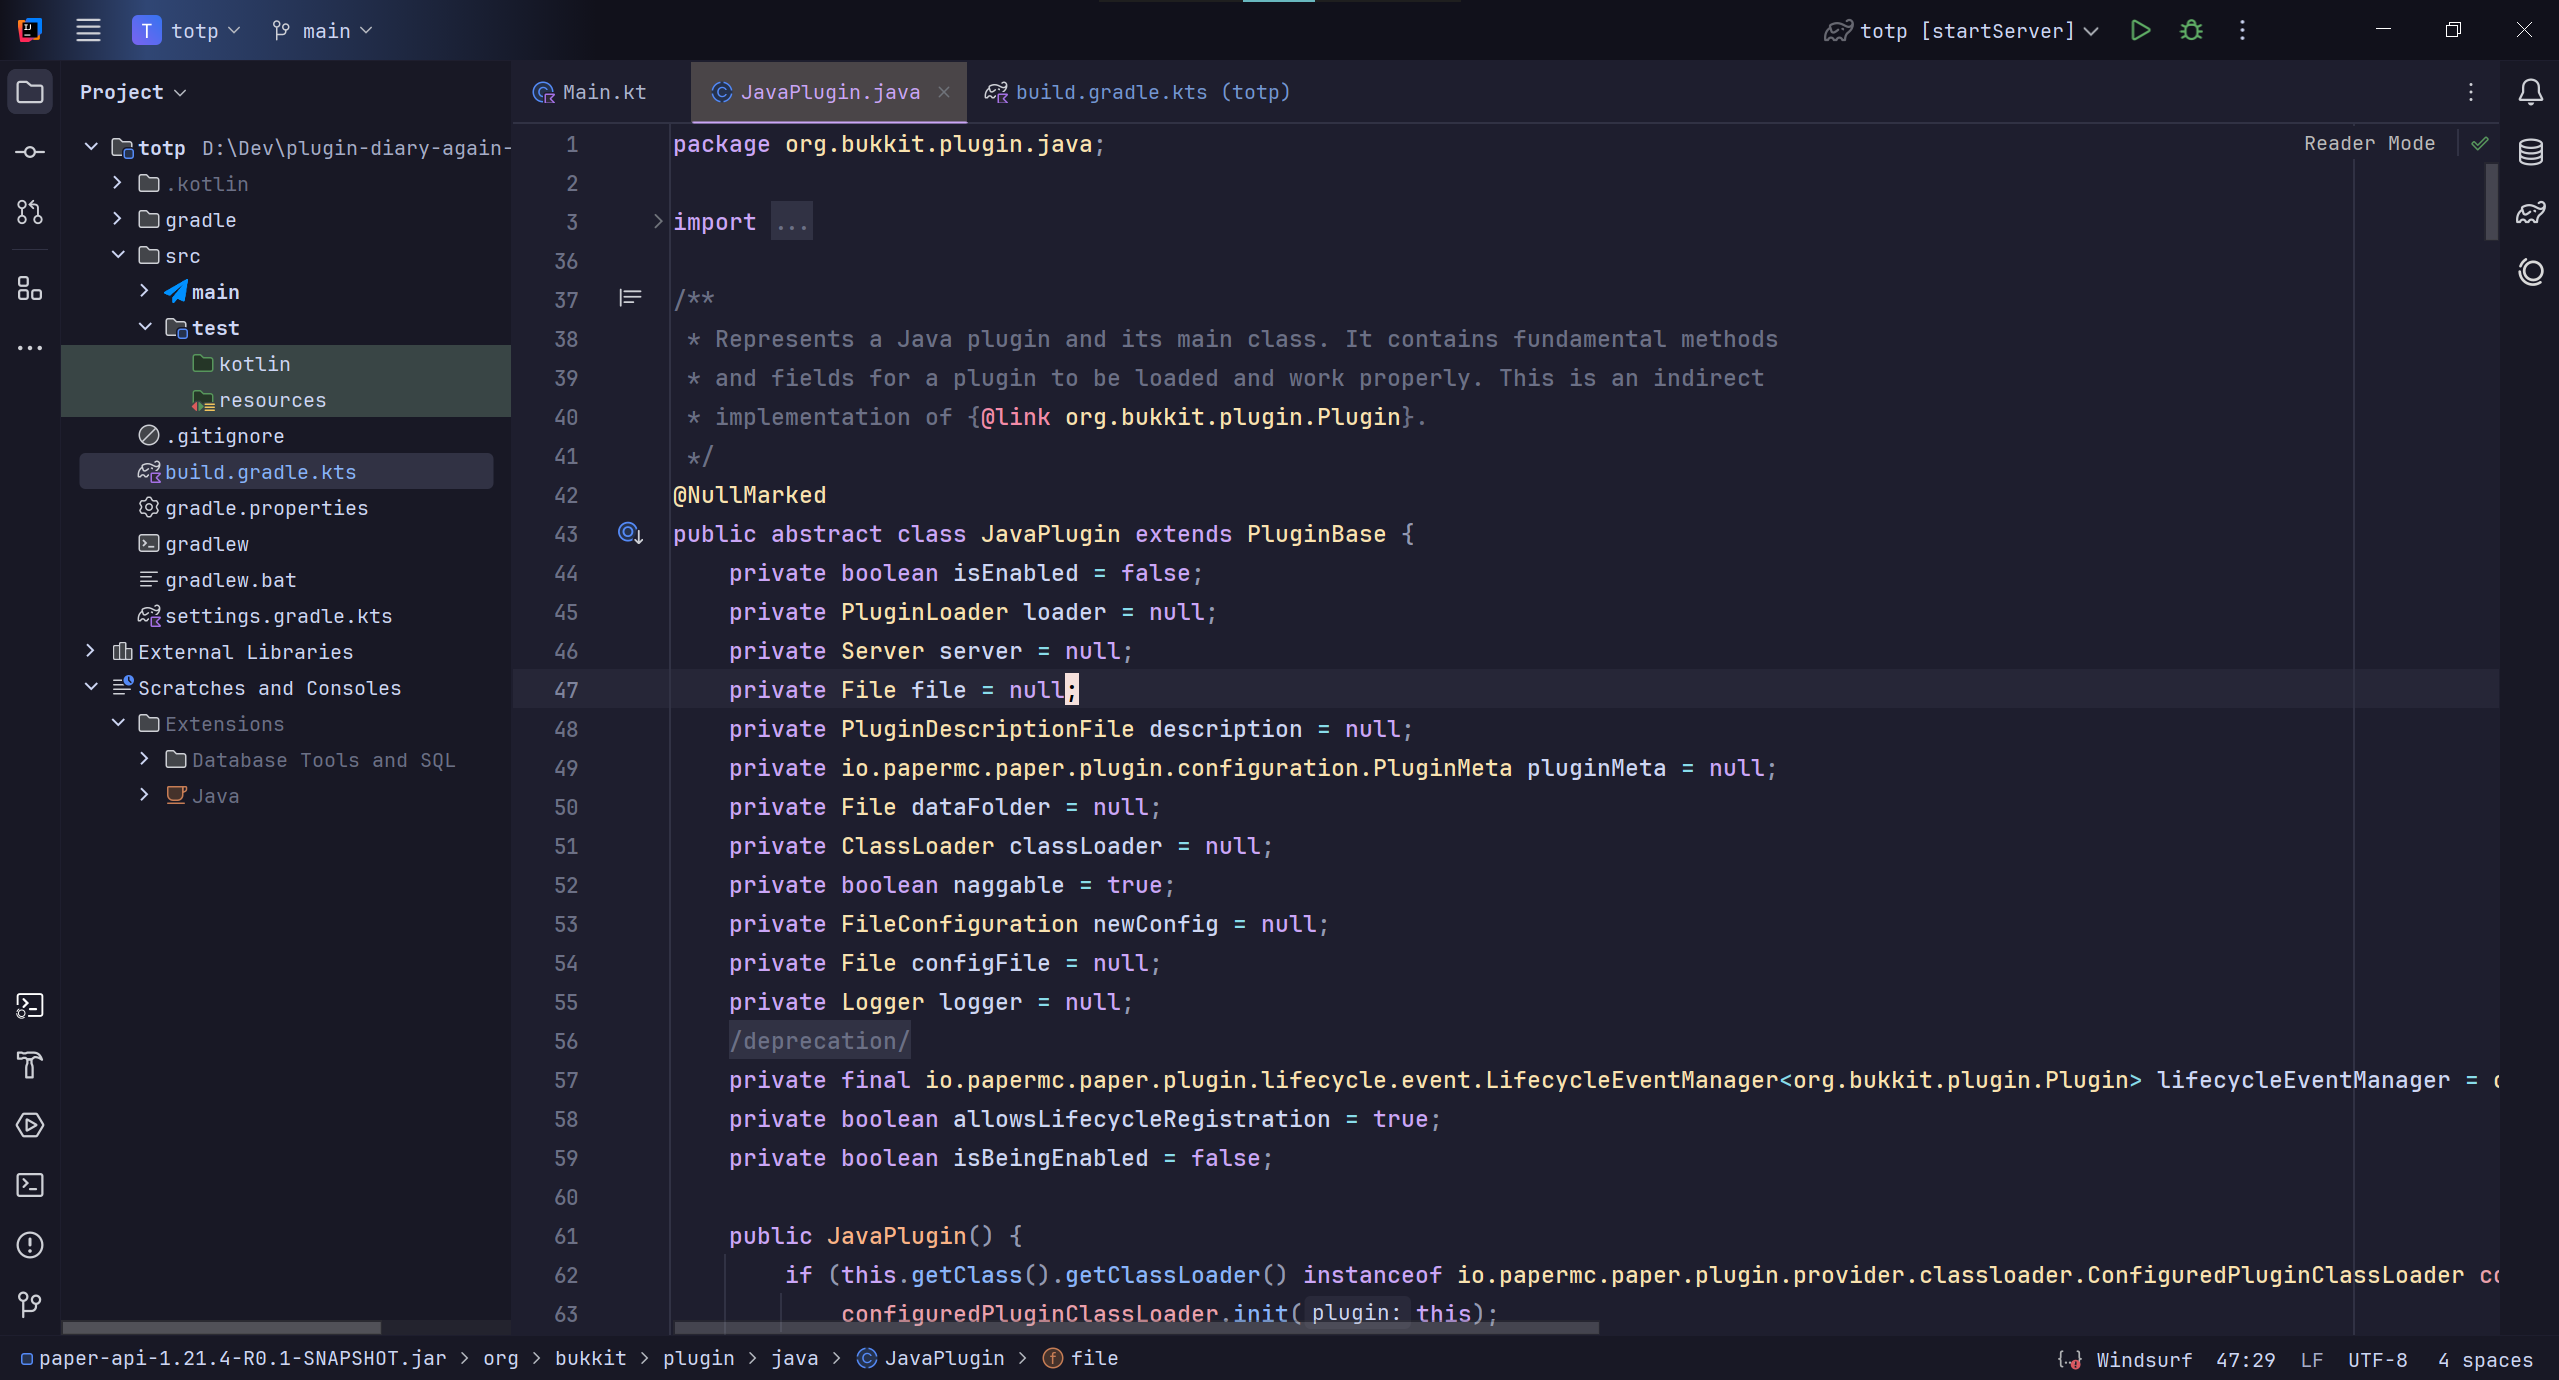 T totp main totp [startServer]
Project
totp D:\Dev\plugin-diary-again-
.kotlin
gradle
src
main
test
kotlin
resources
.gitignore
build.gradle.kts
gradle.properties
gradlew
gradlew.bat
settings.gradle.kts
External Libraries
Scratches and Consoles
Extensions
Database Tools and SQL
Java
Main.kt JavaPlugin.java build.gradle.kts (totp)
Reader Mode
1 package org.bukkit.plugin.java;
2
3 import ...
36
37 /**
38  * Represents a Java plugin and its main class. It contains fundamental methods
39  * and fields for a plugin to be loaded and work properly. This is an indirect
40  * implementation of {@link org.bukkit.plugin.Plugin}.
41  */
42 @NullMarked
43 public abstract class JavaPlugin extends PluginBase {
44     private boolean isEnabled = false;
45     private PluginLoader loader = null;
46     private Server server = null;
47     private File file = null;
48     private PluginDescriptionFile description = null;
49     private io.papermc.paper.plugin.configuration.PluginMeta pluginMeta = null;
50     private File dataFolder = null;
51     private ClassLoader classLoader = null;
52     private boolean naggable = true;
53     private FileConfiguration newConfig = null;
54     private File configFile = null;
55     private Logger logger = null;
56     /deprecation/
57     private final io.papermc.paper.plugin.lifecycle.event.LifecycleEventManager<org.bukkit.plugin.Plugin> lifecycleEventManager =
58     private boolean allowsLifecycleRegistration = true;
59     private boolean isBeingEnabled = false;
60
61     public JavaPlugin() {
62         if (this.getClass().getClassLoader() instanceof io.papermc.paper.plugin.provider.classloader.ConfiguredPluginClassLoader co
63             configuredPluginClassLoader.init( plugin: this);
paper-api-1.21.4-R0.1-SNAPSHOT.jar > org > bukkit > plugin > java > JavaPlugin > file
Windsurf 47:29 LF UTF-8 4 spaces